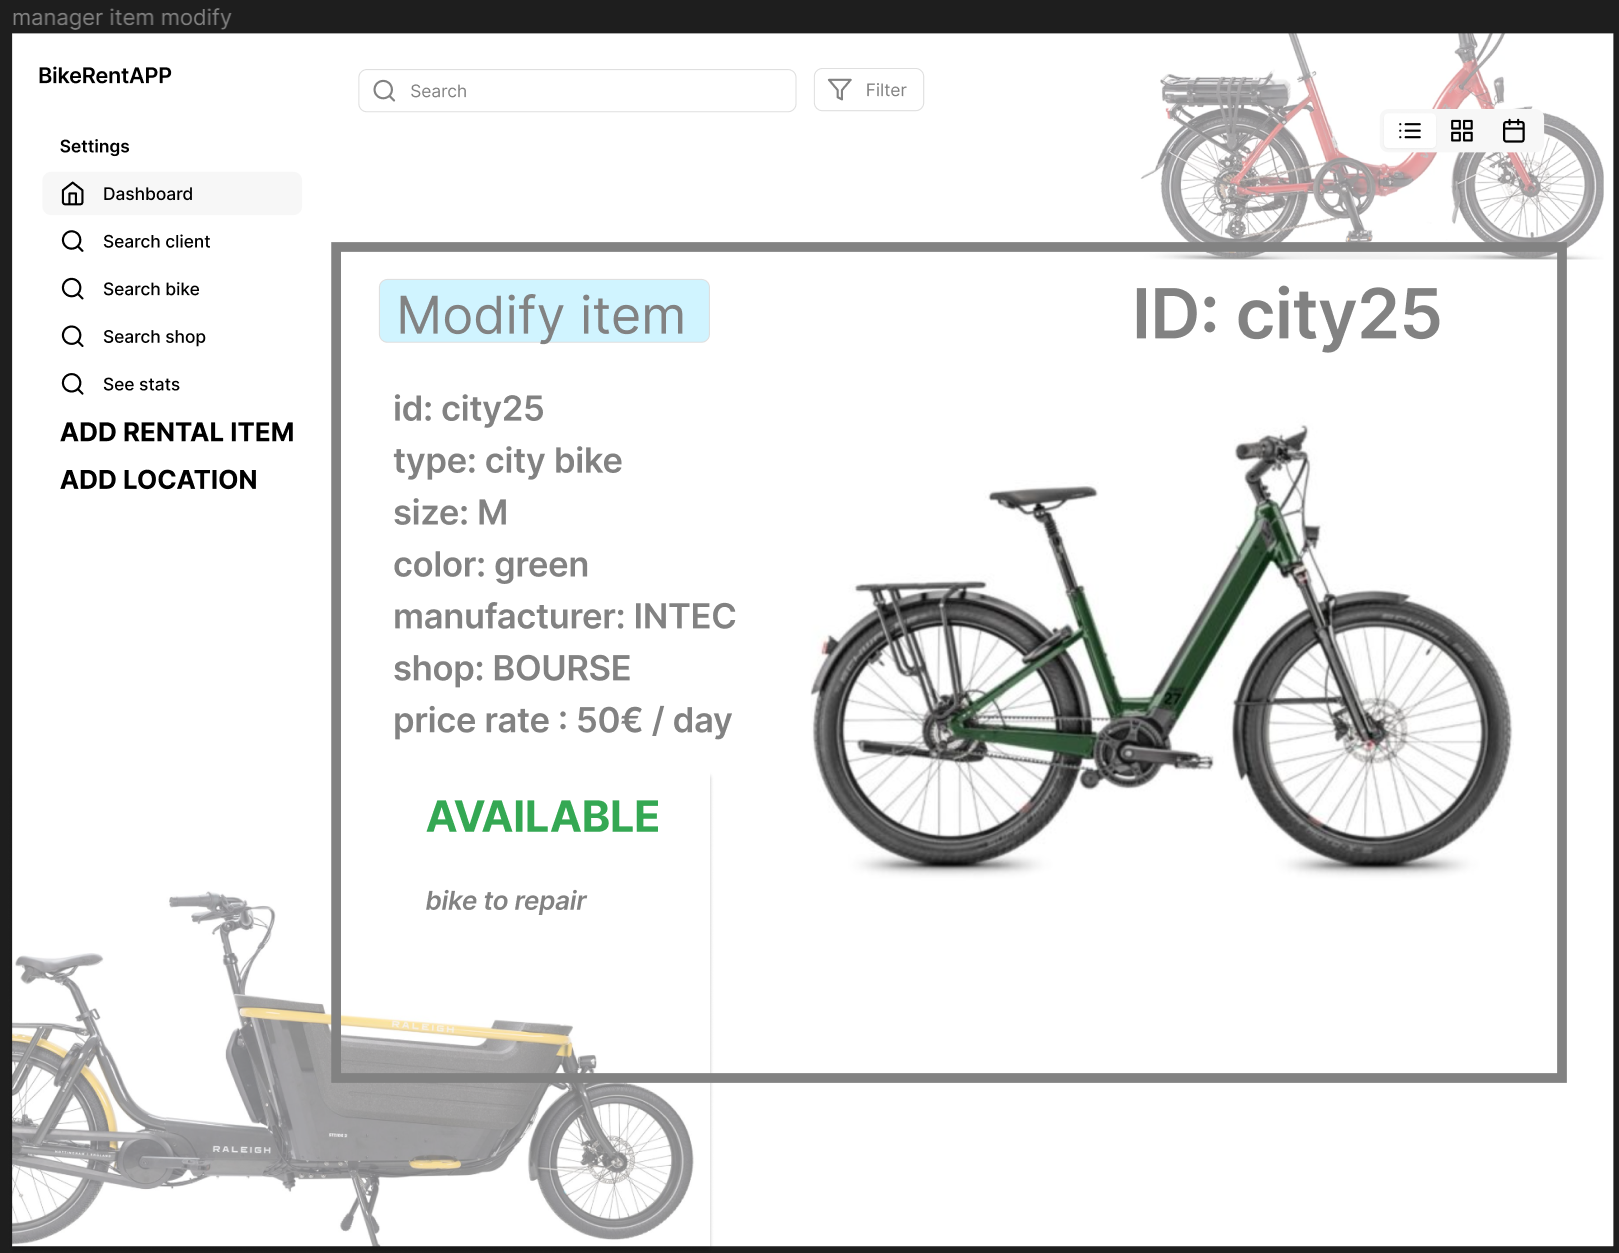 manager item modify
BikeRentAPP
Search
Filter
Settings
Dashboard
Search client
Search bike
Search shop
See stats
ADD RENTAL ITEM
ADD LOCATION
Modify item
ID: city25
id: city25
type: city bike
size: M
color: green
manufacturer: INTEC
shop: BOURSE
price rate : 50€ / day
27
AVAILABLE
bike to repair
RALEIGH
RALEIGH